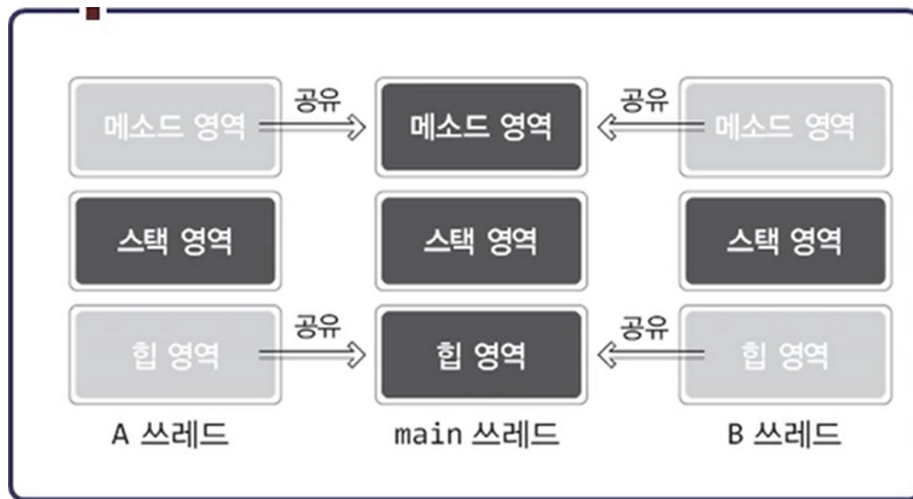 공유 공유
메소드 영역 메소드 영역 메소드 영역
스택 영역 스택 영역 스택 영역
공유 공유
힙 영역 힙 영역 힙 영역
A 쓰레드 main 쓰레드 B 쓰레드